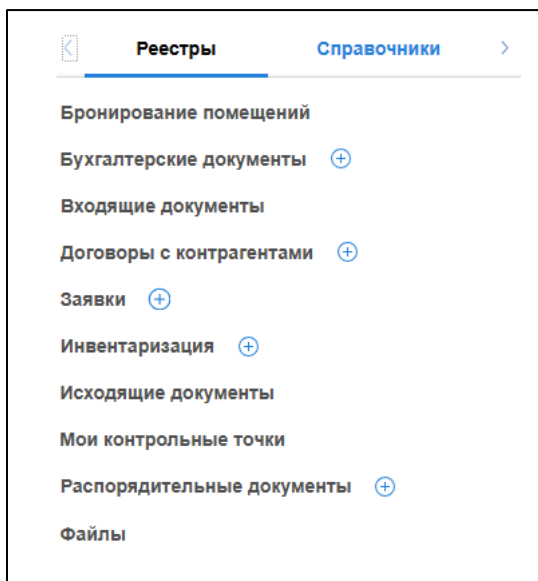 Реестры Справочники
Бронирование помещений
Бухгалтерские документы
Входящие документы
Договоры с контрагентами
Заявки
Инвентаризация
Исходящие документы
Мои контрольные точки
Распорядительные документы
Файлы